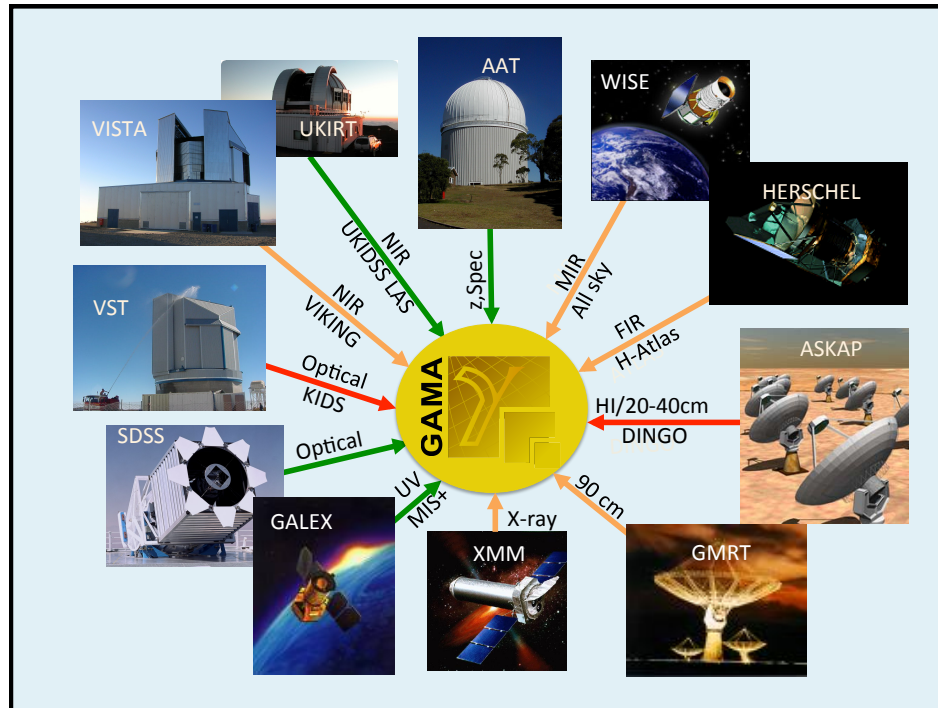 AAT
WISE
UKIRT
VISTA
HERSCHEL
NIR
UKIDSS LAS
z,Spec
MIR
All sky
NIR
VIKING
FIR
H-Atlas
VST
ASKAP
Optical
KIDS
GAMA
γ
HI/20-40cm
DINGO
SDSS
Optical
UV
MIS+
90 cm
GALEX
X-ray
XMM
GMRT